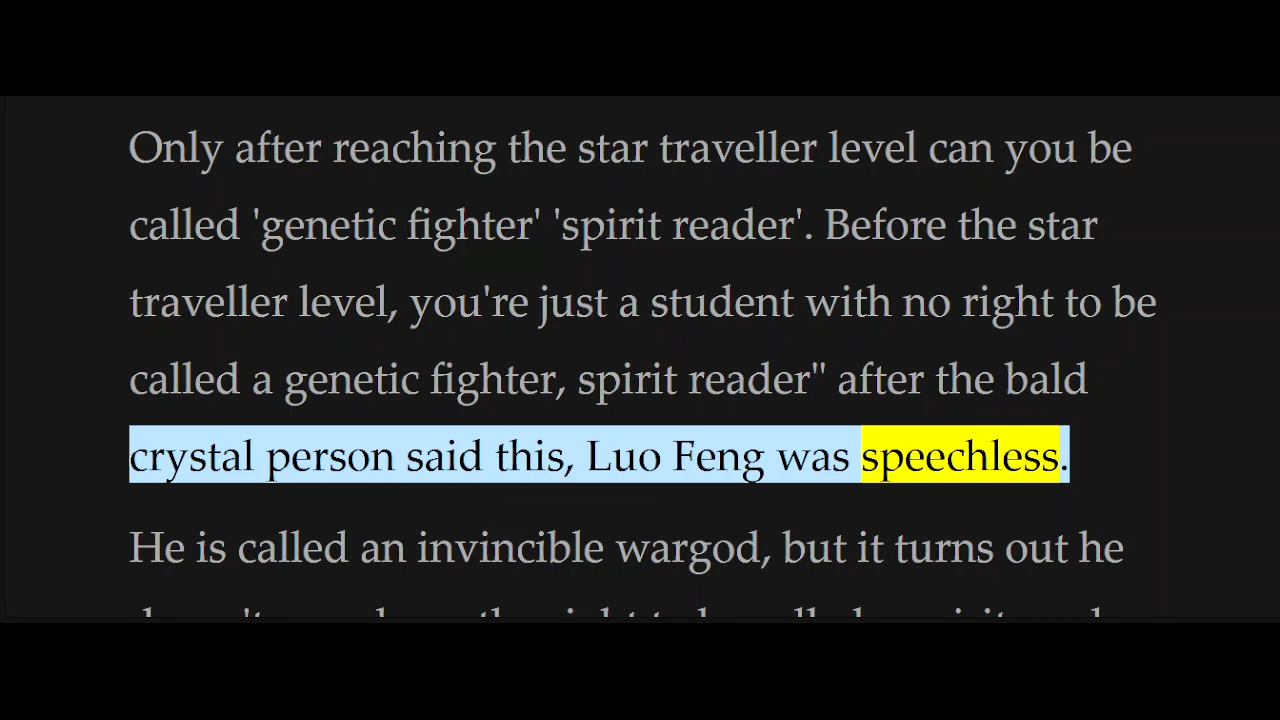 Only after reaching the star traveller level can you be
called 'genetic fighter' 'spirit reader'. Before the star
traveller level, you're just a student with no right to be
called a genetic fighter, spirit reader" after the bald
crystal person said this, Luo Feng was speechless.
He is called an invincible wargod, but it turns out he